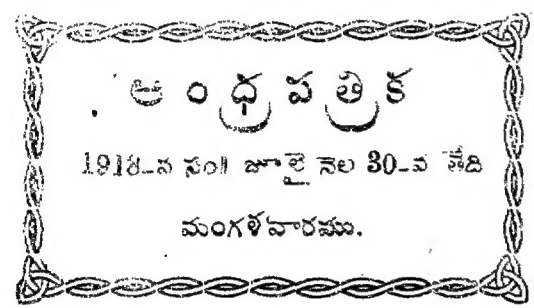 ఆంధ్రపత్రిక
1918-వ సం॥ జూలై నెల 30-వ తేది
మంగళవారము.